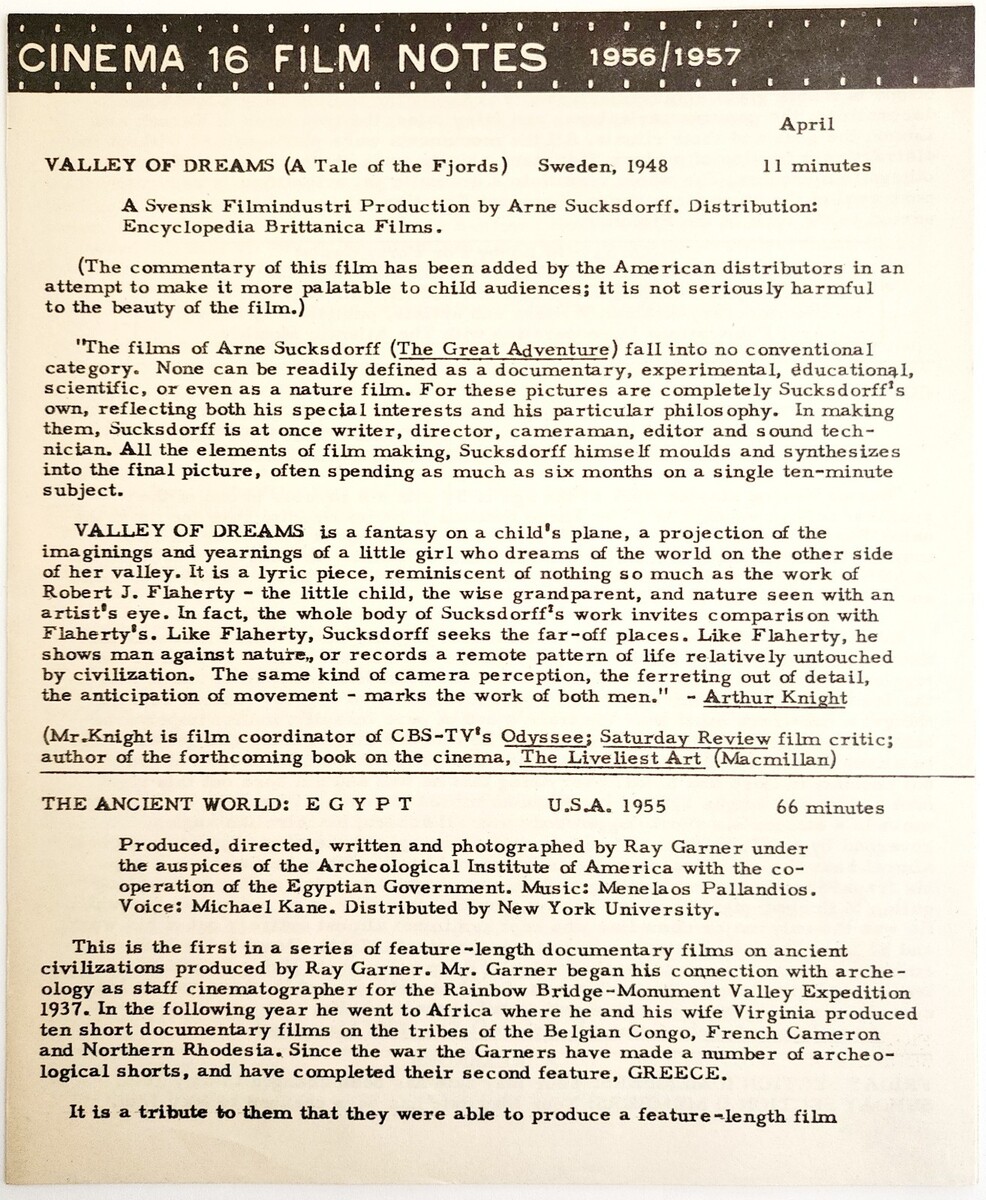 CINEMA 16 FILM NOTES 1956/1957
April
VALLEY OF DREAMS (A Tale of the Fjords) Sweden, 1948 11 minutes
A Svensk Filmindustri Production by Arne Sucksdorff. Distribution:
Encyclopedia Brittanica Films.
(The commentary of this film has been added by the American distributors in an
attempt to make it more palatable to child audiences; it is not seriously harmful
to the beauty of the film.)
"The films of Arne Sucksdorff (The Great Adventure) fall into no conventional
category. None can be readily defined as a documentary, experimental, educational,
scientific, or even as a nature film. For these pictures are completely Sucksdorff's
own, reflecting both his special interests and his particular philosophy. In making
them, Sucksdorff is at once writer, director, cameraman, editor and sound tech-
nician. All the elements of film making, Sucksdorff himself moulds and synthesizes
into the final picture, often spending as much as six months on a single ten-minute
subject.
VALLEY OF DREAMS is a fantasy on a child's plane, a projection of the
imaginings and yearnings of a little girl who dreams of the world on the other side
of her valley. It is a lyric piece, reminiscent of nothing so much as the work of
Robert J. Flaherty - the little child, the wise grandparent, and nature seen with an
artist's eye. In fact, the whole body of Sucksdorff's work invites comparison with
Flaherty's. Like Flaherty, Sucksdorff seeks the far-off places. Like Flaherty, he
shows man against nature,, or records a remote pattern of life relatively untouched
by civilization. The same kind of camera perception, the ferreting out of detail,
the anticipation of movement - marks the work of both men." - Arthur Knight
(Mr.Knight is film coordinator of CBS-TV's Odyssee; Saturday Review film critic;
author of the forthcoming book on the cinema, The Liveliest Art (Macmillan)
THE ANCIENT WORLD: E G Y P T U.S.A. 1955 66 minutes
Produced, directed, written and photographed by Ray Garner under
the auspices of the Archeological Institute of America with the co-
operation of the Egyptian Government. Music: Menelaos Pallandios.
Voice: Michael Kane. Distributed by New York University.
This is the first in a series of feature-length documentary films on ancient
civilizations produced by Ray Garner. Mr. Garner began his connection with arche-
ology as staff cinematographer for the Rainbow Bridge-Monument Valley Expedition
1937. In the following year he went to Africa where he and his wife Virginia produced
ten short documentary films on the tribes of the Belgian Congo, French Cameron
and Northern Rhodesia. Since the war the Garners have made a number of archeo-
logical shorts, and have completed their second feature, GREECE.
It is a tribute to them that they were able to produce a feature-length film